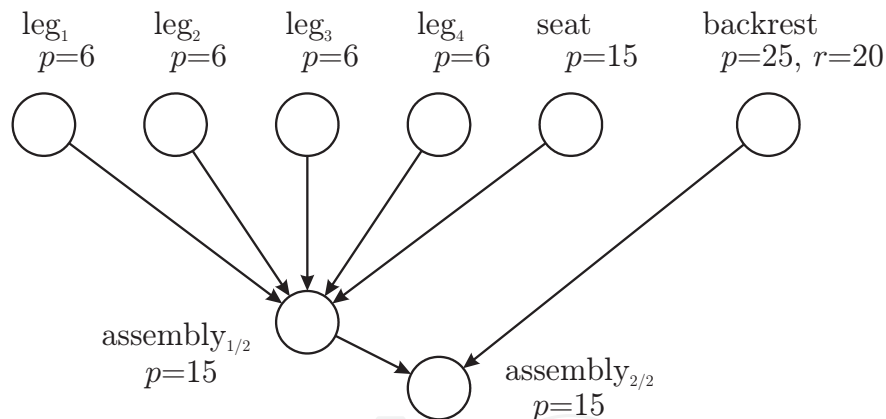 leg₁ leg₂ leg₃ leg₄ seat backrest
p=6 p=6 p=6 p=6 p=15 p=25, r=20
assembly₁/₂
p=15
assembly₂/₂
p=15